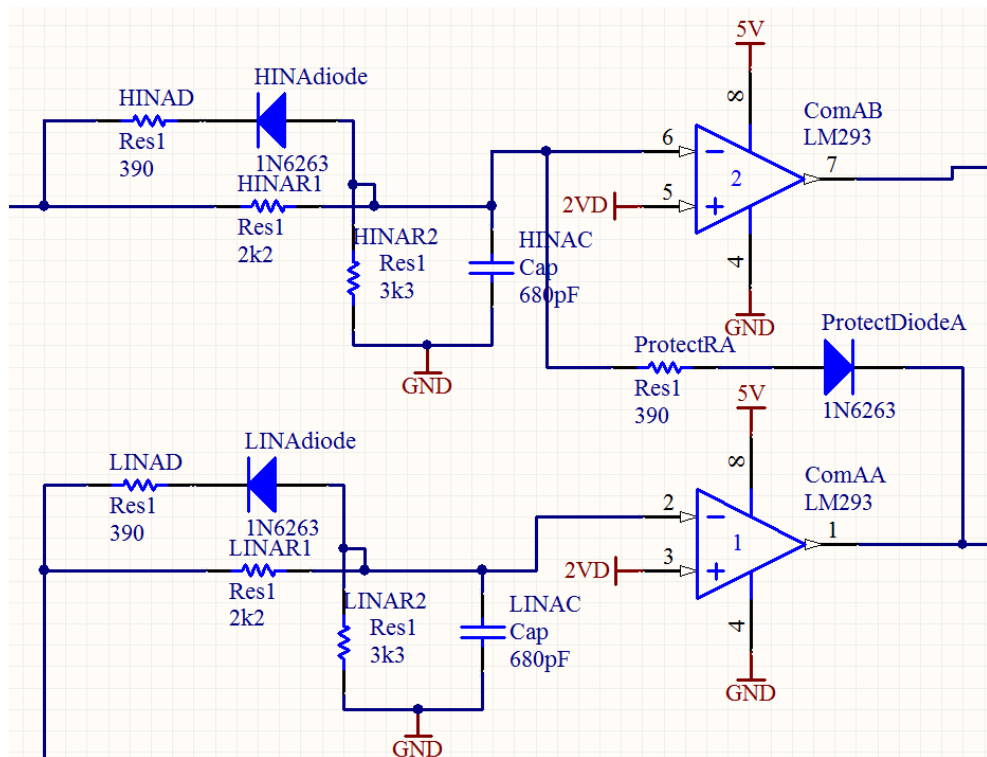 5V
HINAdiode
HINAD
8
ComAB
LM293
Res1
390
1N6263
6
7
HINAR1
2
2VD
5
Res1
2k2
HINAR2
Res1
3k3
HINAC
Cap
680pF
4
GND
ProtectDiodeA
ProtectRA
GND
Res1
390
5V
1N6263
LINAdiode
LINAD
8
ComAA
LM293
Res1
390
1N6263
2
1
LINAR1
1
2VD
3
Res1
2k2
LINAR2
Res1
3k3
LINAC
Cap
680pF
4
GND
GND